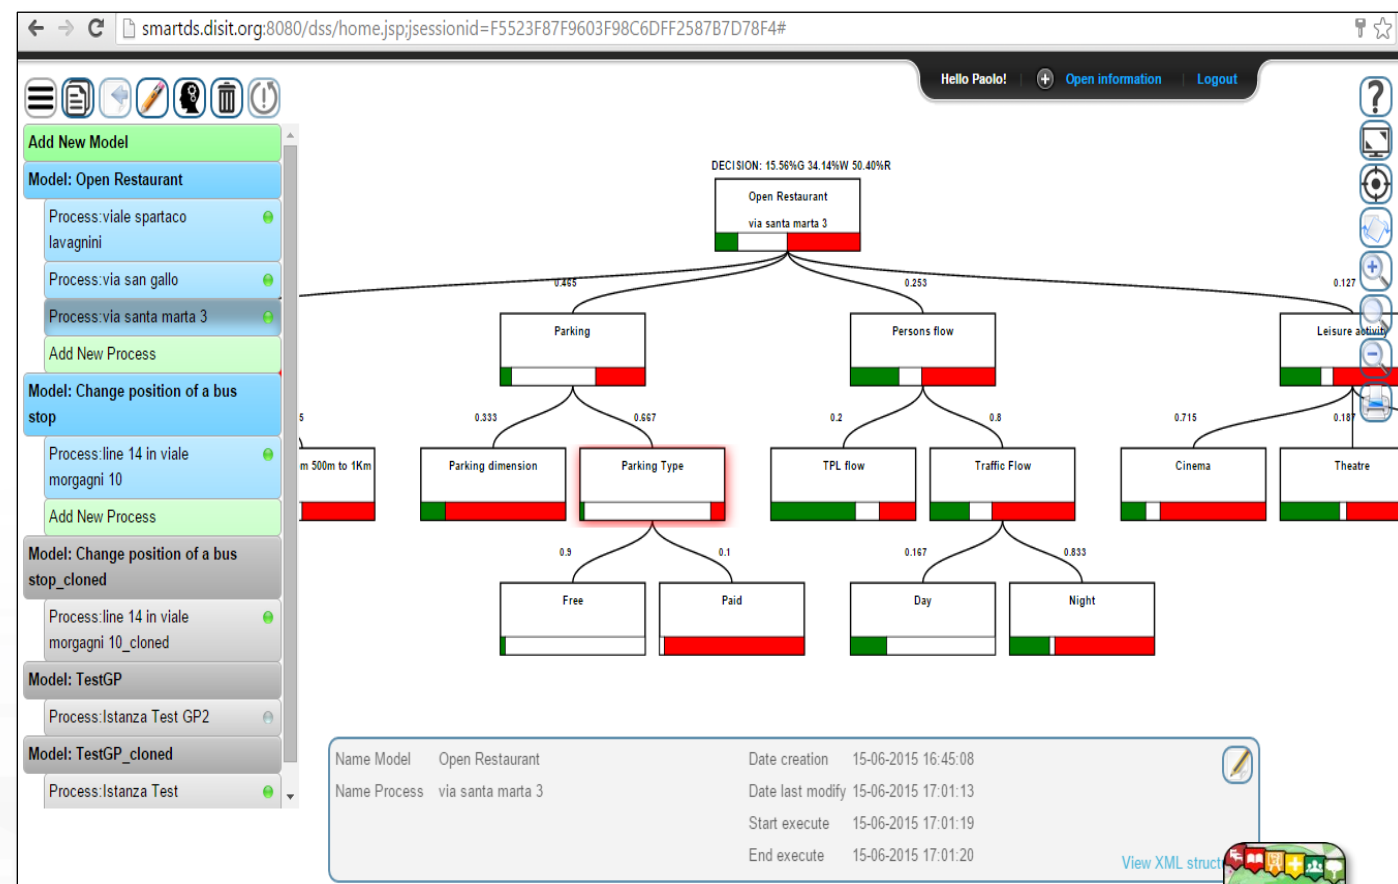 smartds.disit.org:8080/dss/home.jsp;jsessionid=F5523F87F9603F98C6DFF2587B7D78F4#
Hello Paolo!
Open information
Logout
Add New Model
Model: Open Restaurant
Process:viale spartaco
lavagnini
Process:via san gallo
Process:via santa marta 3
Add New Process
Model: Change position of a bus
stop
Process:line 14 in viale
morgagni 10
Add New Process
Model: Change position of a bus
stop_cloned
Process:line 14 in viale
morgagni 10_cloned
Model: TestGP
Process:Istanza Test GP2
Model: TestGP_cloned
Process:Istanza Test
DECISION: 15.56%G 34.14%W 50.40%R
Open Restaurant
via santa marta 3
0.465
0.253
0.127
Parking
Persons flow
Leisure activity
5
0.333
0.667
0.2
0.8
0.715
0.187
m 500m to 1Km
Parking dimension
Parking Type
TPL flow
Traffic Flow
Cinema
Theatre
0.9
0.1
0.167
0.833
Free
Paid
Day
Night
Name Model Open Restaurant
Date creation 15-06-2015 16:45:08
Name Process via santa marta 3
Date last modify 15-06-2015 17:01:13
Start execute 15-06-2015 17:01:19
End execute 15-06-2015 17:01:20
View XML struct